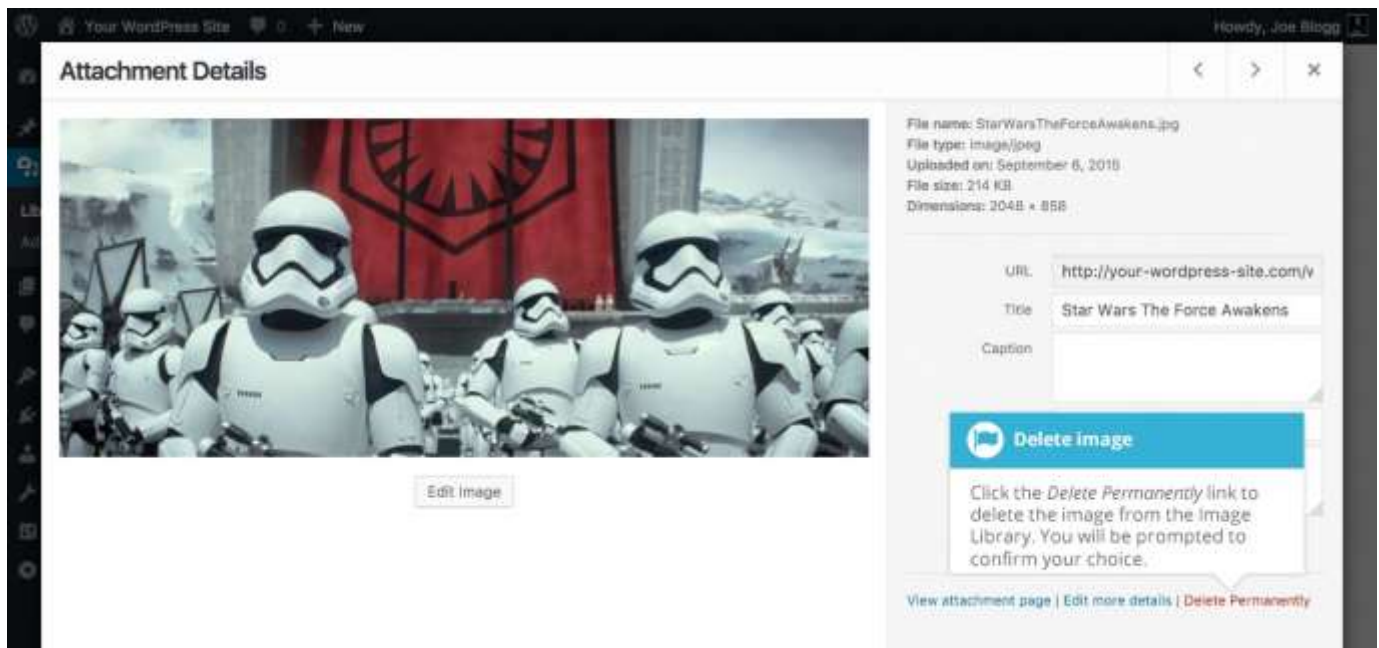 Your WordPress Site 0 + New Howdy, Joe Blogg
Attachment Details
File name: StarWarsTheForceAwakens.jpg
File type: image/jpeg
Uploaded on: September 6, 2015
File size: 214 KB
Dimensions: 2048 × 858
URL http://your-wordpress-site.com/w
Title Star Wars The Force Awakens
Caption
Delete image
Click the Delete Permanently link to
delete the image from the Image
Library. You will be prompted to
confirm your choice.
Edit Image
View attachment page | Edit more details | Delete Permanently